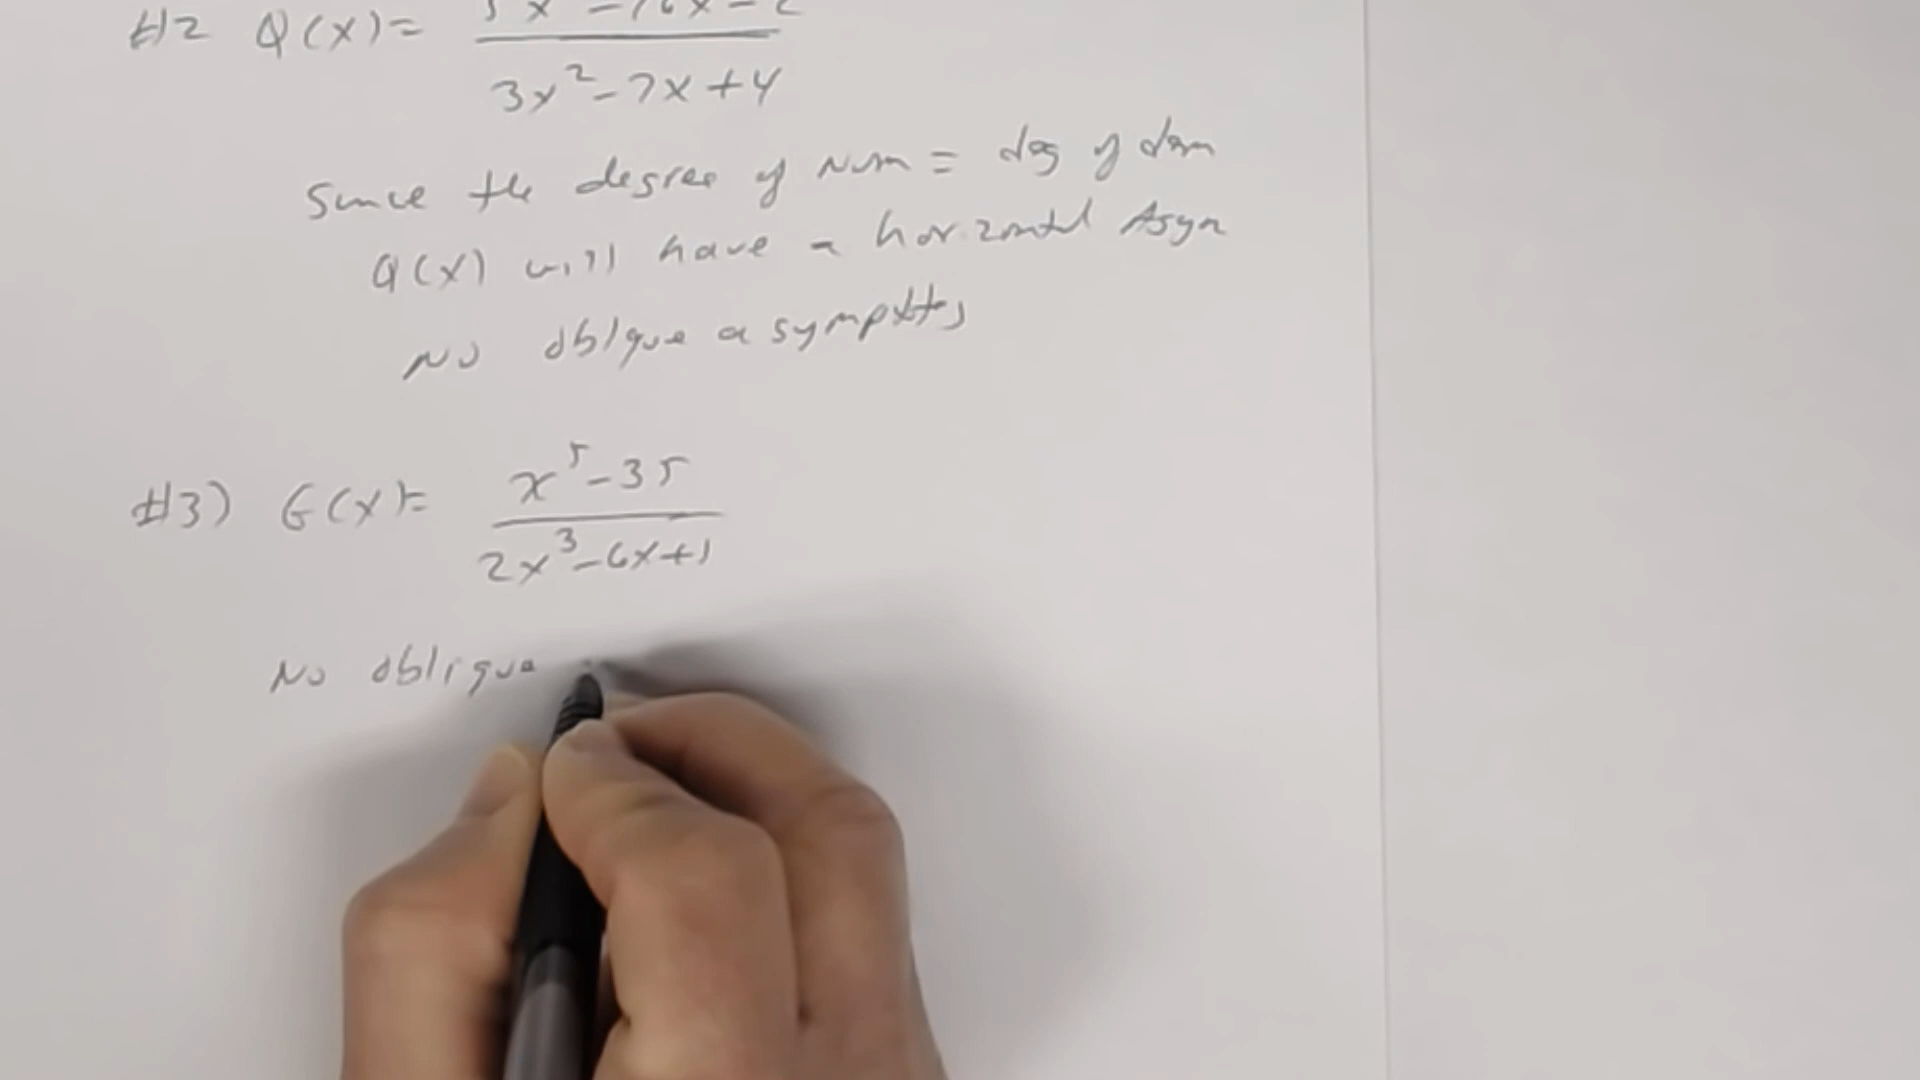 #2 Q(x)=
3x²-7x+4
Since the degree of Num = deg of dem
Q(x) will have a horizontal Asym
No oblique asymptotes
#3) G(x)= x⁵-35
2x³-6x+1
No oblique